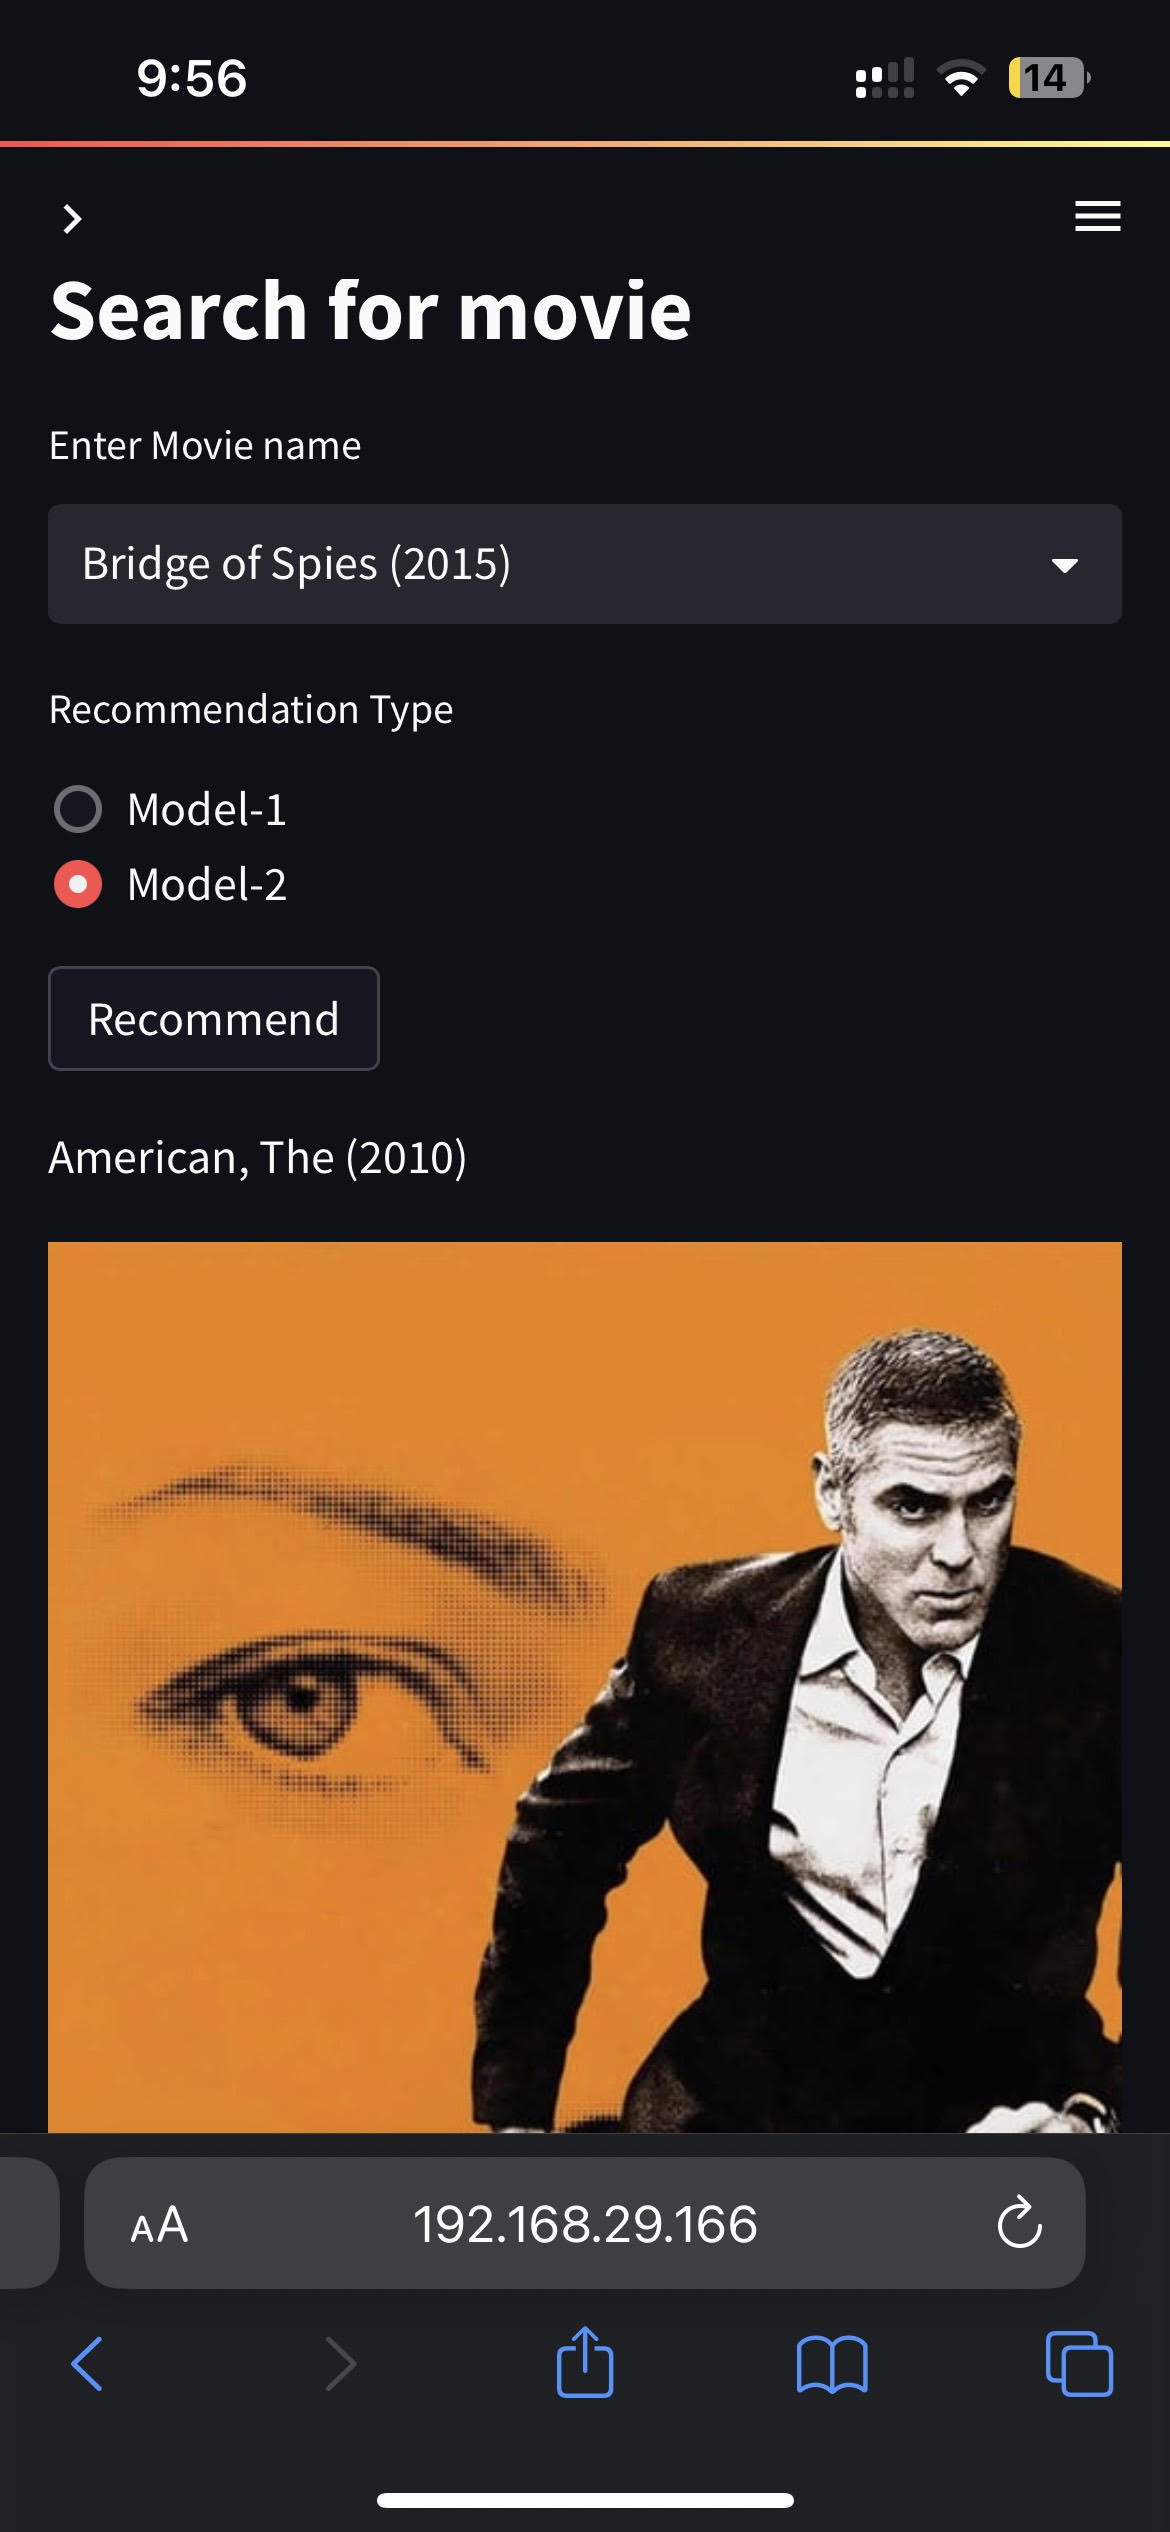 9:56
14
Search for movie
Enter Movie name
Bridge of Spies (2015)
Recommendation Type
Model-1
Model-2
Recommend
American, The (2010)
AA
192.168.29.166